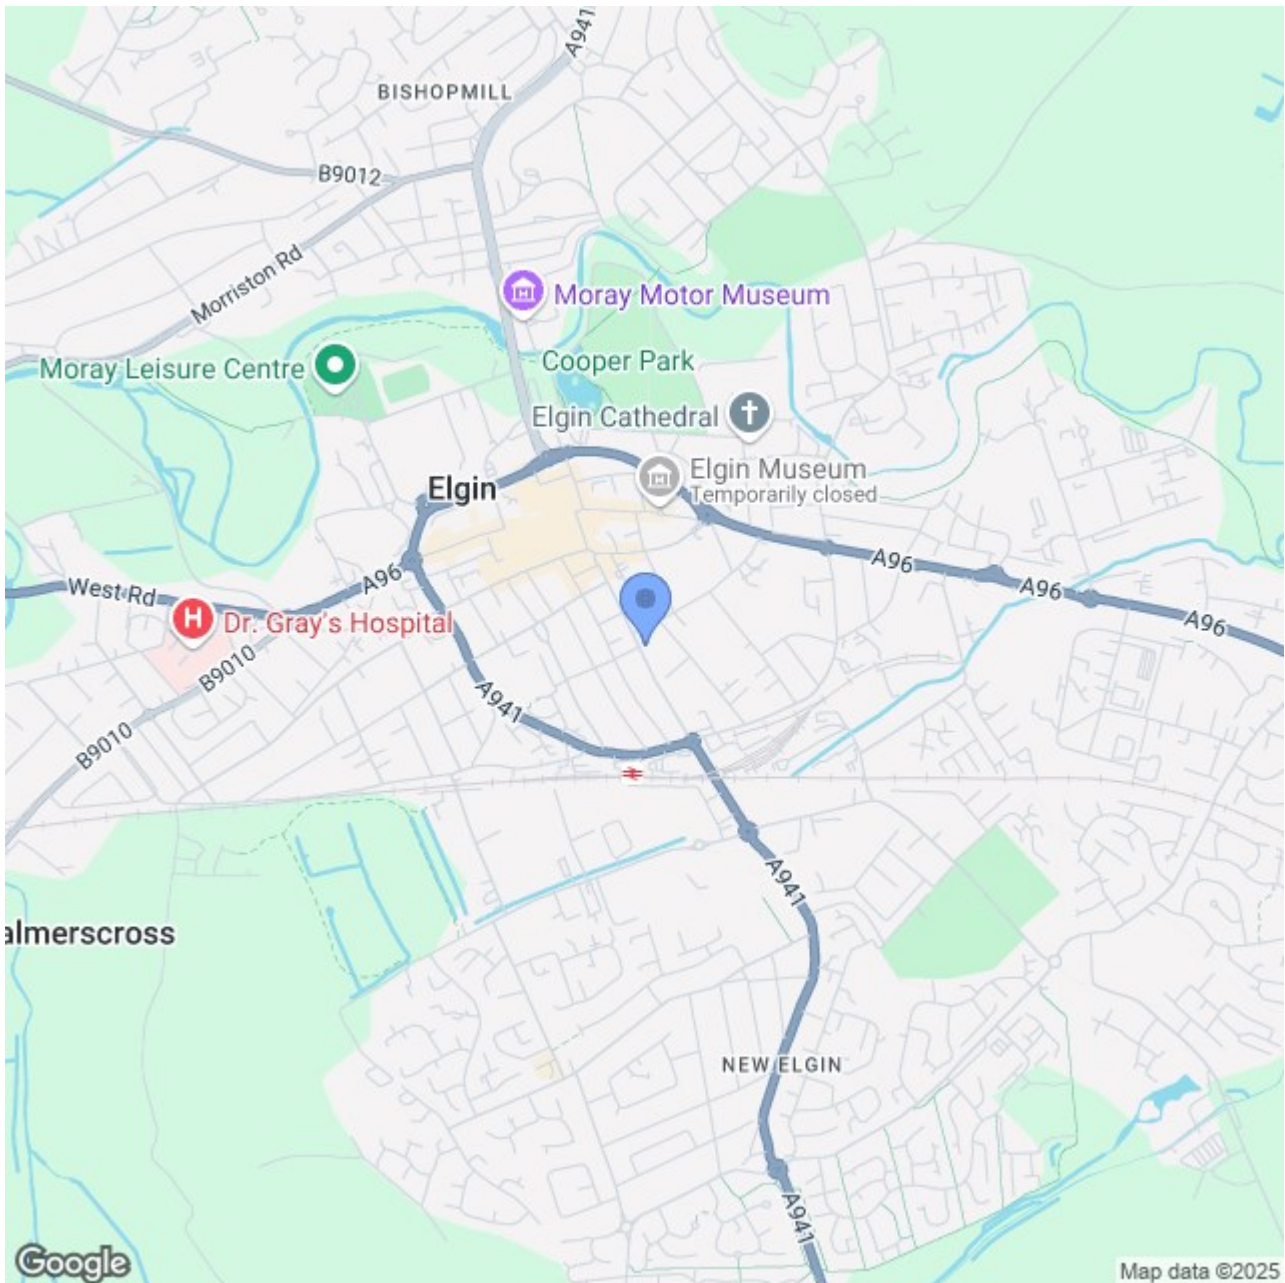 A941
BISHOPMILL
B9012
Morriston Rd
Moray Motor Museum
Moray Leisure Centre
Cooper Park
Elgin Cathedral
Elgin Museum
Temporarily closed
Elgin
A96
A96
A96
A96
West Rd
H
Dr. Gray's Hospital
B9010
A941
B9010
A941
almerscross
NEW ELGIN
A941
Google
Map data ©2025